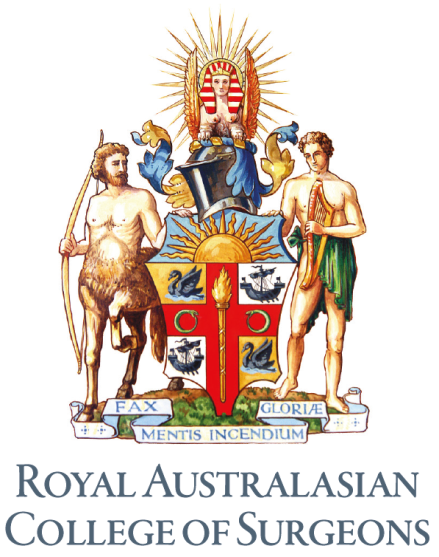 FAX GLORIÆ
MENTIS INCENDIUM
ROYAL AUSTRALASIAN
COLLEGE OF SURGEONS